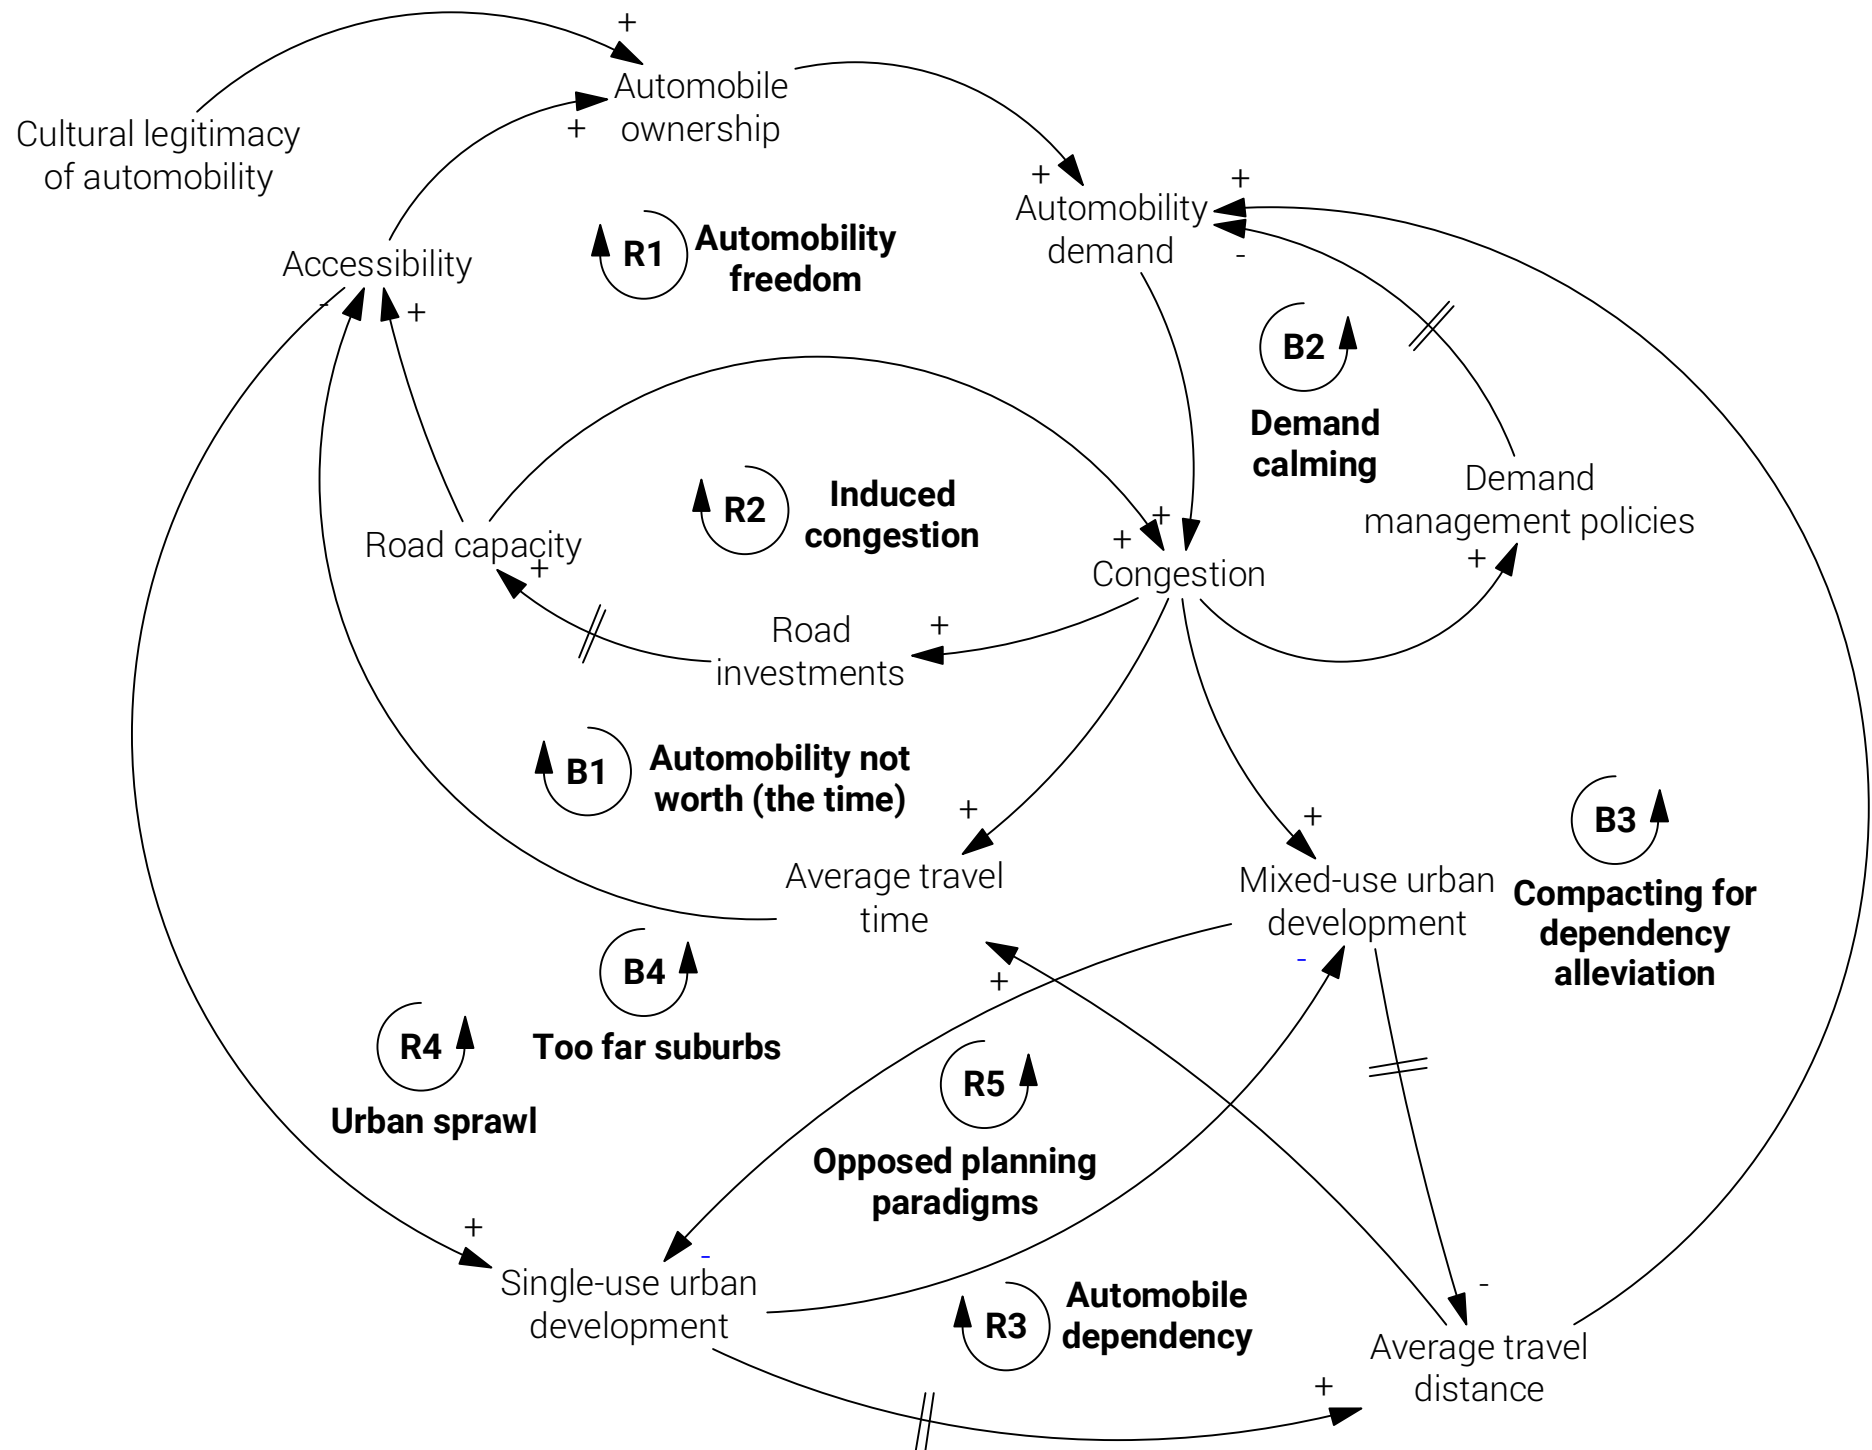 +
Automobile
ownership
+
Cultural legitimacy
of automobility
+
+
Automobility
demand
-
Accessibility
-
+
R1
Automobility
freedom
B2
Demand
calming
Demand
management policies
+
R2
Induced
congestion
+
+
Congestion
Road capacity
+
Road
investments
+
B1
Automobility not
worth (the time)
+
+
Average travel
time
+
Mixed-use urban
development
-
B3
Compacting for
dependency
alleviation
B4
Too far suburbs
R4
Urban sprawl
R5
Opposed planning
paradigms
+
Single-use urban
development
-
R3
Automobile
dependency
-
Average travel
distance
+